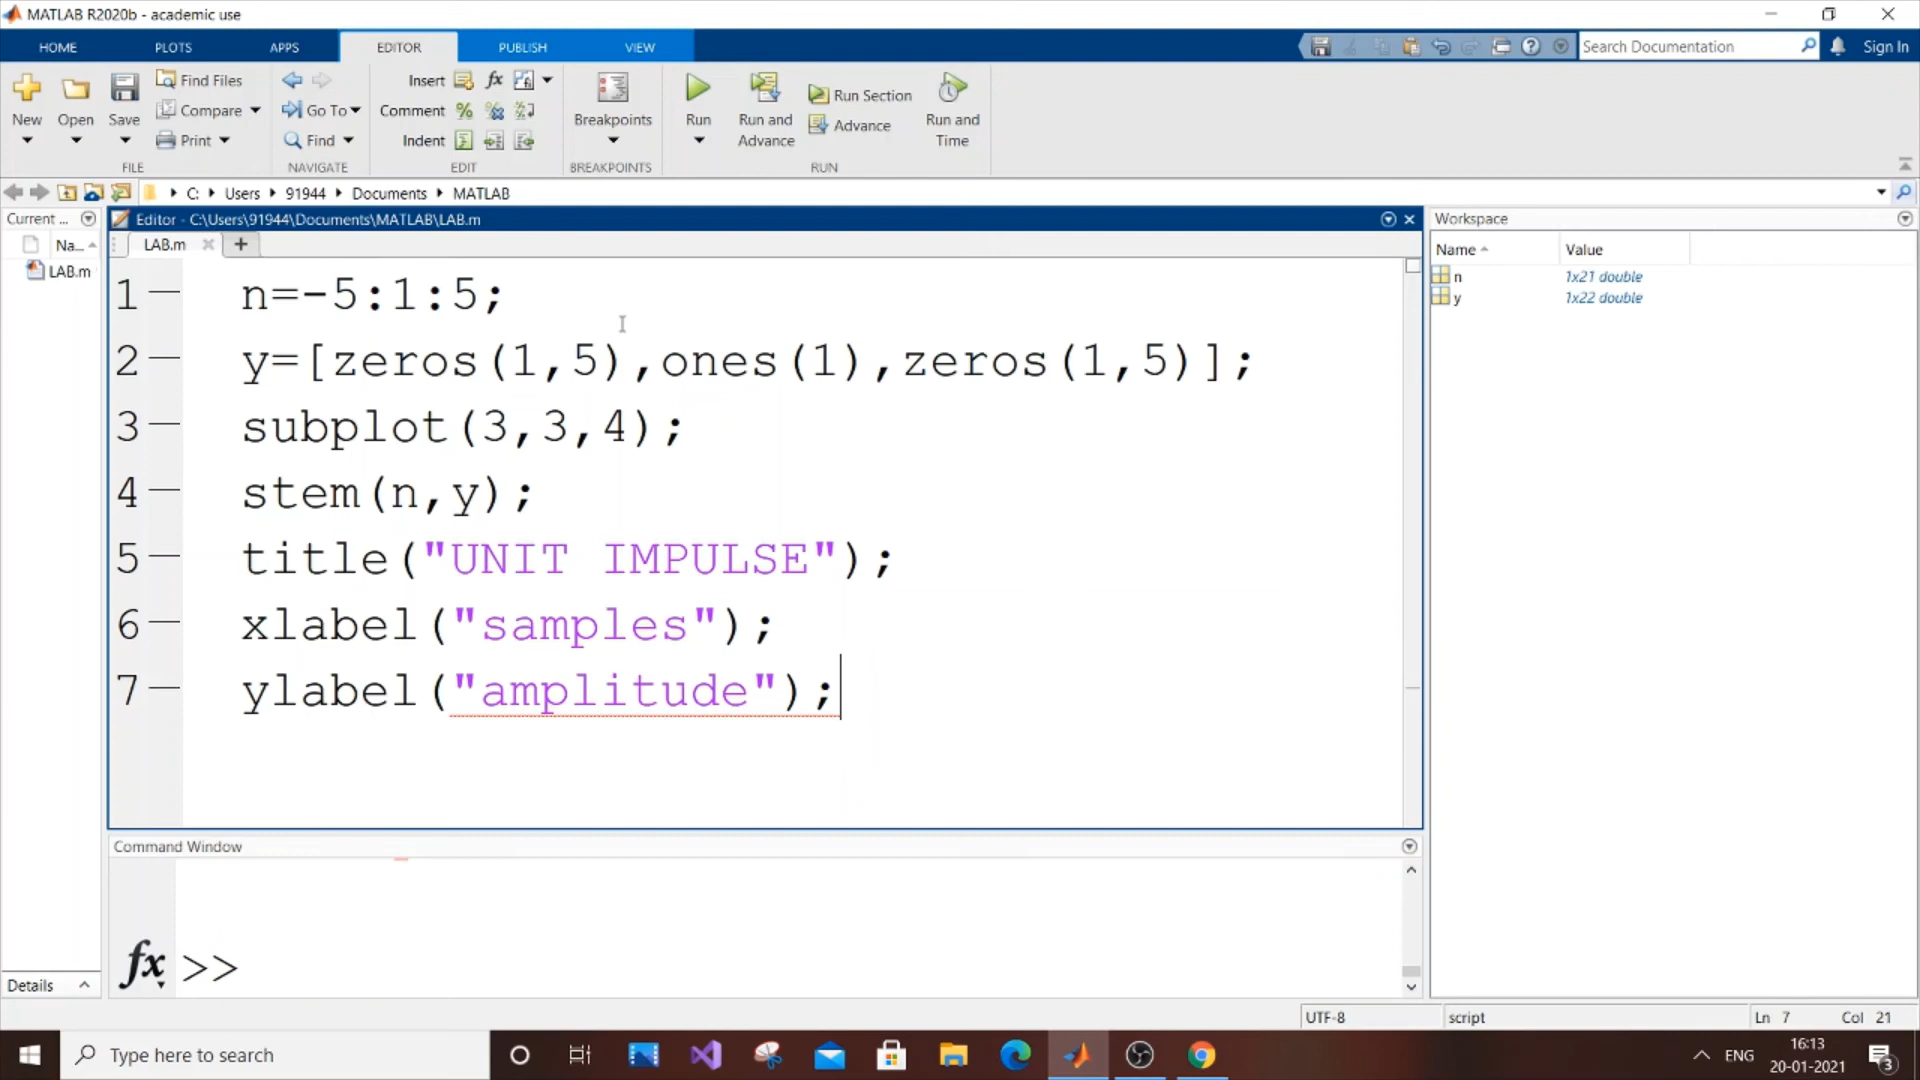 MATLAB R2020b - academic use
HOME PLOTS APPS EDITOR PUBLISH VIEW Search Documentation Sign In
New Open Save Find Files Compare Print
Go To Find
Insert fx Comment Indent
Breakpoints
Run Run and Advance Run Section Advance Run and Time
FILE NAVIGATE EDIT BREAKPOINTS RUN
C: Users 91944 Documents MATLAB
Current ...
Na...
LAB.m
Editor - C:\Users\91944\Documents\MATLAB\LAB.m
LAB.m +
1 n=-5:1:5;
2 y=[zeros(1,5),ones(1),zeros(1,5)];
3 subplot(3,3,4);
4 stem(n,y);
5 title("UNIT IMPULSE");
6 xlabel("samples");
7 ylabel("amplitude");
Workspace
Name Value
n 1x21 double
y 1x22 double
Command Window
fx >>
Details
UTF-8 script Ln 7 Col 21
Type here to search
ENG 16:13
20-01-2021
3